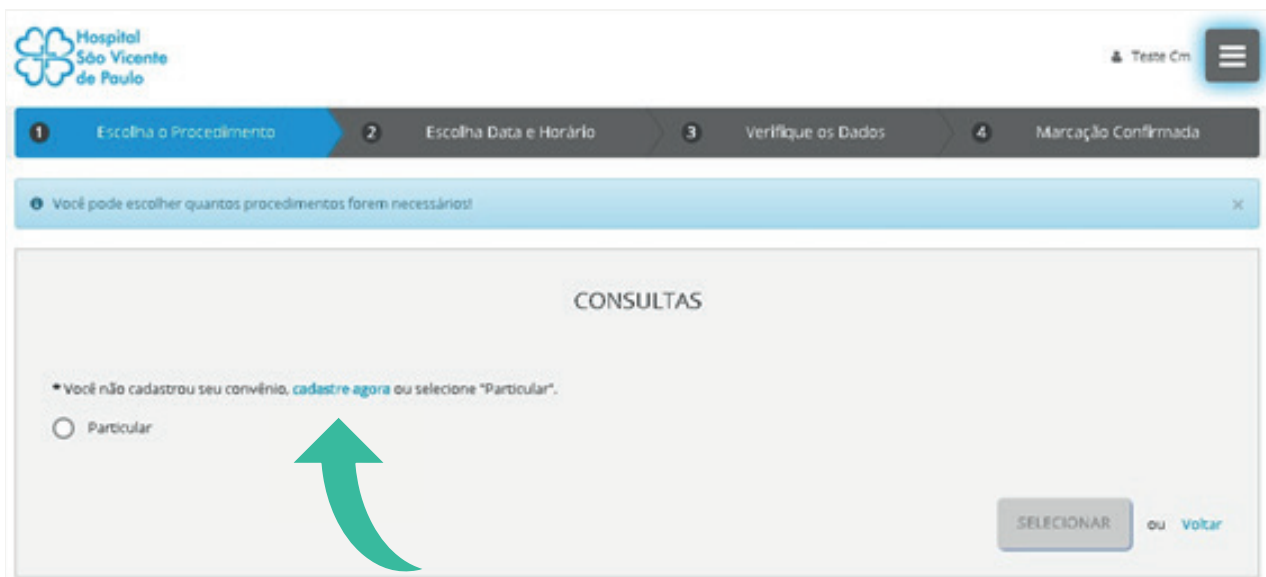 Hospital
São Vicente
de Paulo
Teste Cm
1 Escolha o Procedimento 2 Escolha Data e Horário 3 Verifique os Dados 4 Marcação Confirmada
Você pode escolher quantos procedimentos forem necessários! ×
CONSULTAS
* Você não cadastrou seu convênio, cadastre agora ou selecione "Particular".
Particular
SELECIONAR ou Voltar